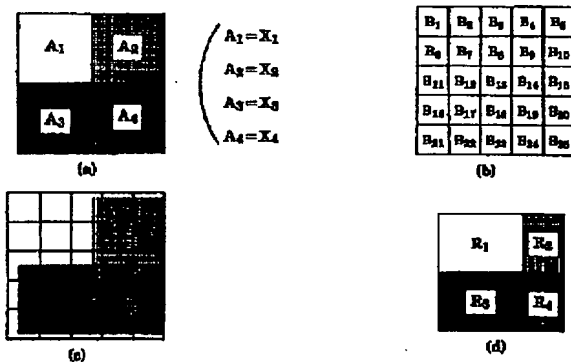 A₁ A₂
A₃ A₄
A₁=X₁
A₂=X₂
A₃=X₃
A₄=X₄
(a)
B₁ B₂ B₃ B₄ B₅
B₆ B₇ B₈ B₉ B₁₀
B₁₁ B₁₂ B₁₃ B₁₄ B₁₅
B₁₆ B₁₇ B₁₈ B₁₉ B₂₀
B₂₁ B₂₂ B₂₃ B₂₄ B₂₅
(b)
(c)
R₁ R₂
R₃ R₄
(d)